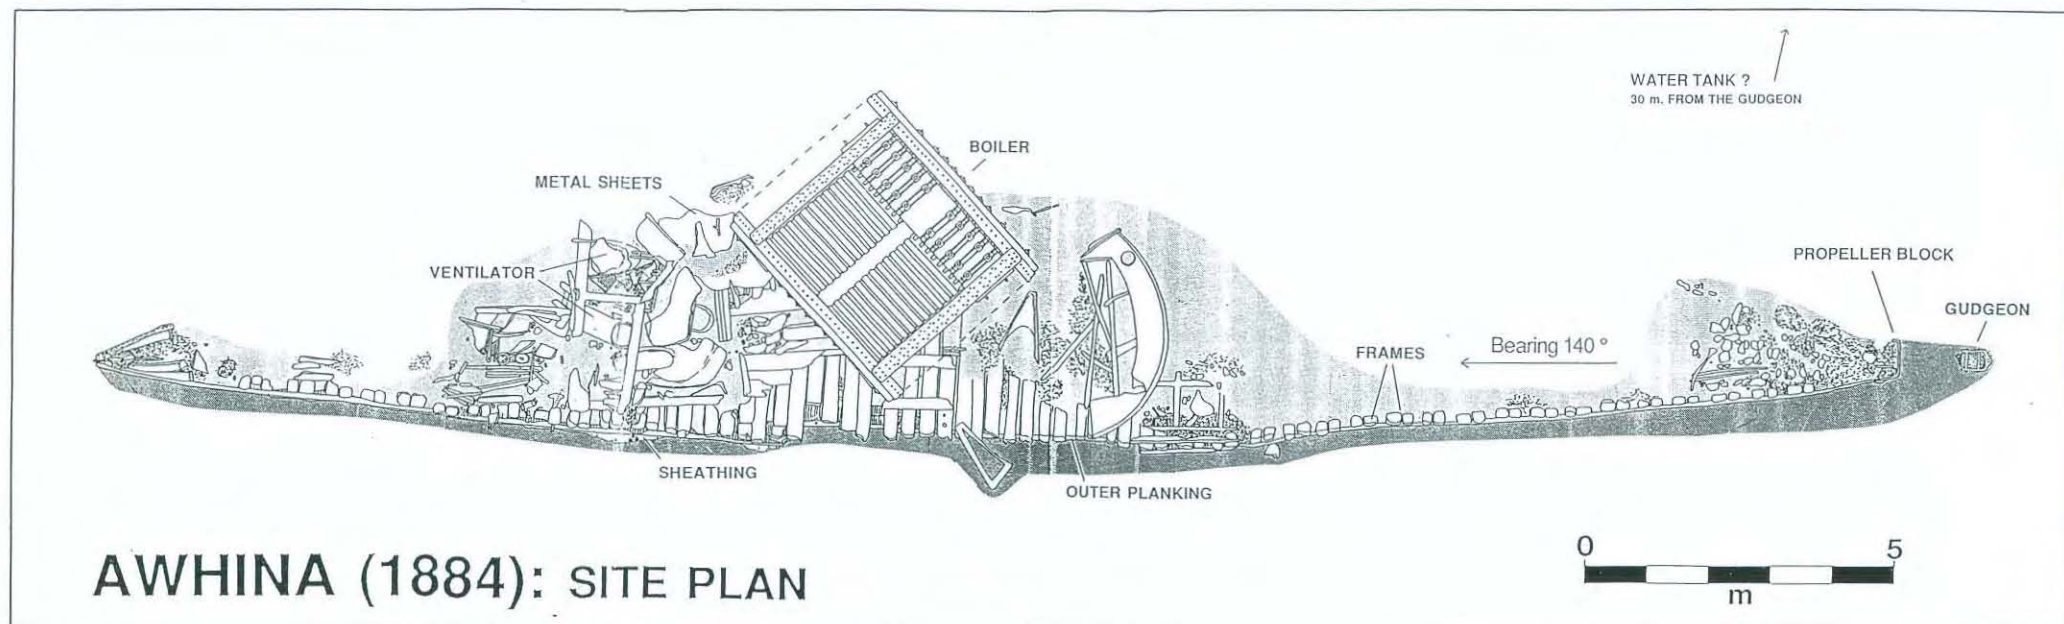 WATER TANK ?
30 m. FROM THE GUDGEON
BOILER
METAL SHEETS
VENTILATOR
PROPELLER BLOCK
GUDGEON
FRAMES
Bearing 140 °
SHEATHING
OUTER PLANKING
AWHINA (1884): SITE PLAN
0 5
m